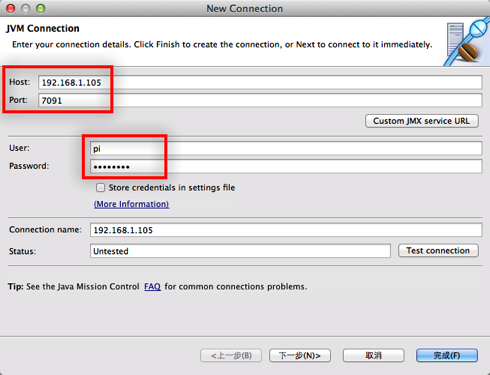 New Connection
JVM Connection
Enter your connection details. Click Finish to create the connection, or Next to connect to it immediately.
Host: 192.168.1.105
Port: 7091
Custom JMX service URL
User: pi
Password: ••••••••
Store credentials in settings file
(More Information)
Connection name: 192.168.1.105
Status: Untested Test connection
Tip: See the Java Mission Control FAQ for common connections problems.
<上一步(B) 下一步(N)> 取消 完成(F)